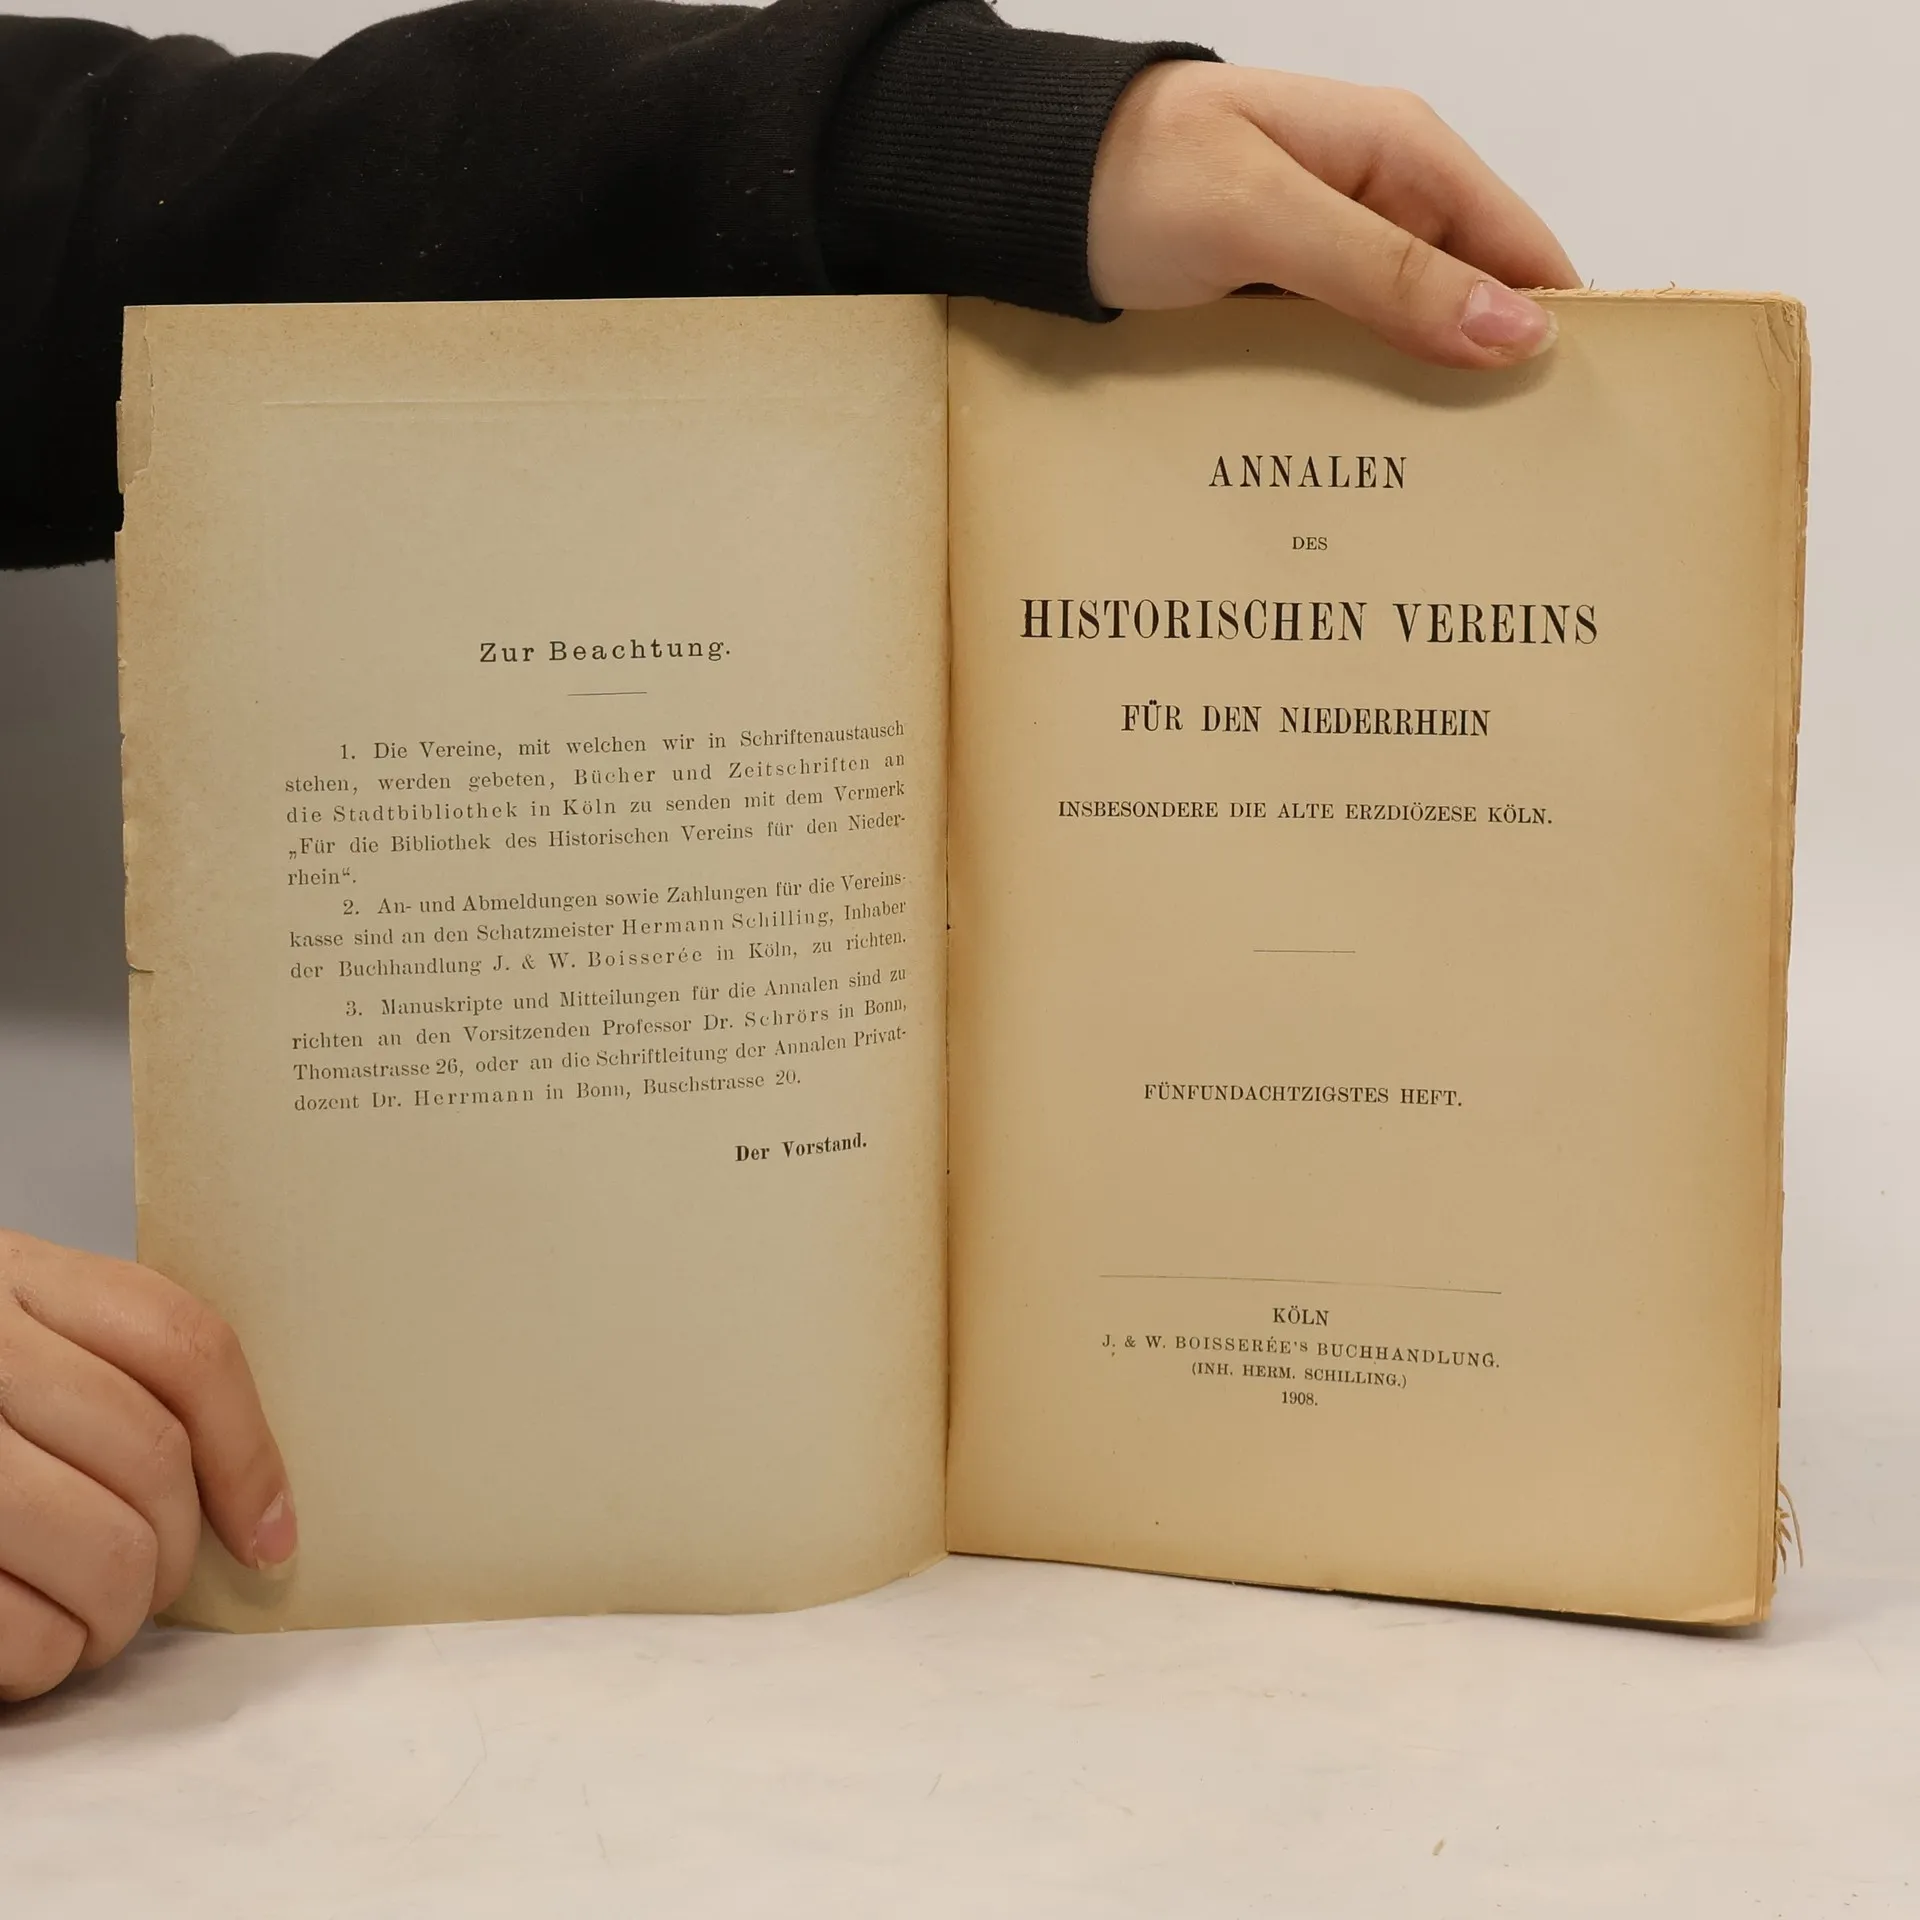 Zur Beachtung.
1. Die Vereine, mit welchen wir in Schriftenaustausch
stehen, werden gebeten, Bücher und Zeitschriften an
die Stadtbibliothek in Köln zu senden mit dem Vermerk
„Für die Bibliothek des Historischen Vereins für den Nieder-
rhein“.
2. An- und Abmeldungen sowie Zahlungen für die Vereins-
kasse sind an den Schatzmeister Hermann Schilling, Inhaber
der Buchhandlung J. & W. Boisserée in Köln, zu richten.
3. Manuskripte und Mitteilungen für die Annalen sind zu
richten an den Vorsitzenden Professor Dr. Schrörs in Bonn,
Thomastrasse 26, oder an die Schriftleitung der Annalen Privat-
dozent Dr. Herrmann in Bonn, Buschstrasse 20.
Der Vorstand.
ANNALEN
DES
HISTORISCHEN VEREINS
FÜR DEN NIEDERRHEIN
INSBESONDERE DIE ALTE ERZDIÖZESE KÖLN.
FÜNFUNDACHTZIGSTES HEFT.
KÖLN
J. & W. BOISSERÉE'S BUCHHANDLUNG.
(INH. HERM. SCHILLING.)
1908.